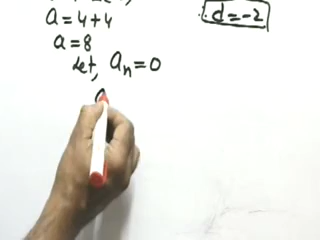 a = 4 + 4
d = -2
a = 8
Let, aₙ = 0